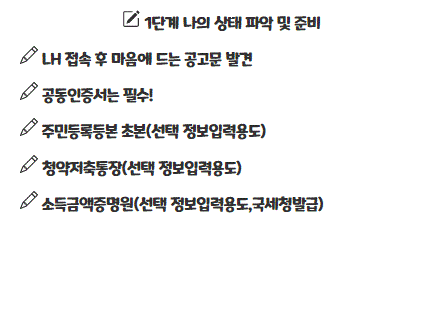 1단계 나의 상태 파악 및 준비
LH 접속 후 마음에 드는 공고문 발견
공동인증서는 필수!
주민등록등본 초본(선택 정보입력용도)
청약저축통장(선택 정보입력용도)
소득금액증명원(선택 정보입력용도,국세청발급)